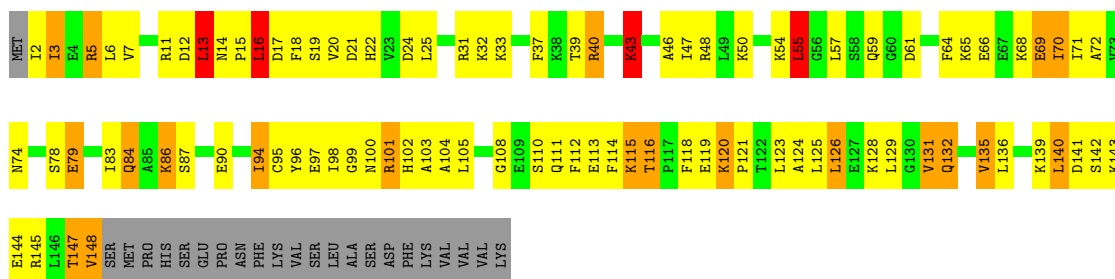 MET I2 I3 E4 R5 L6 V7 R11 D12 L13 N14 P15 L16 D17 F18 S19 V20 D21 H22 V23 D24 L25 R31 K32 K33 F37 K38 T39 R40 K43 A46 I47 R48 L49 K50 K54 L55 G56 L57 S58 Q59 G60 D61 F64 K65 E66 E67 K68 E69 I70 I71 A72 V73
N74 S78 E79 I83 Q84 A85 K86 S87 E90 I94 C95 Y96 E97 I98 G99 N100 R101 H102 A103 A104 L105 G108 E109 S110 Q111 F112 E113 F114 K115 T116 P117 F118 E119 K120 P121 T122 L123 A124 L125 L126 E127 K128 L129 G130 V131 Q132 V135 L136 K139 L140 D141 S142 K143
E144 R145 L146 T147 V148 SER MET PRO HIS SER GLU PRO ASN PHE LYS VAL SER LEU ALA SER ASP PHE LYS VAL VAL VAL LYS